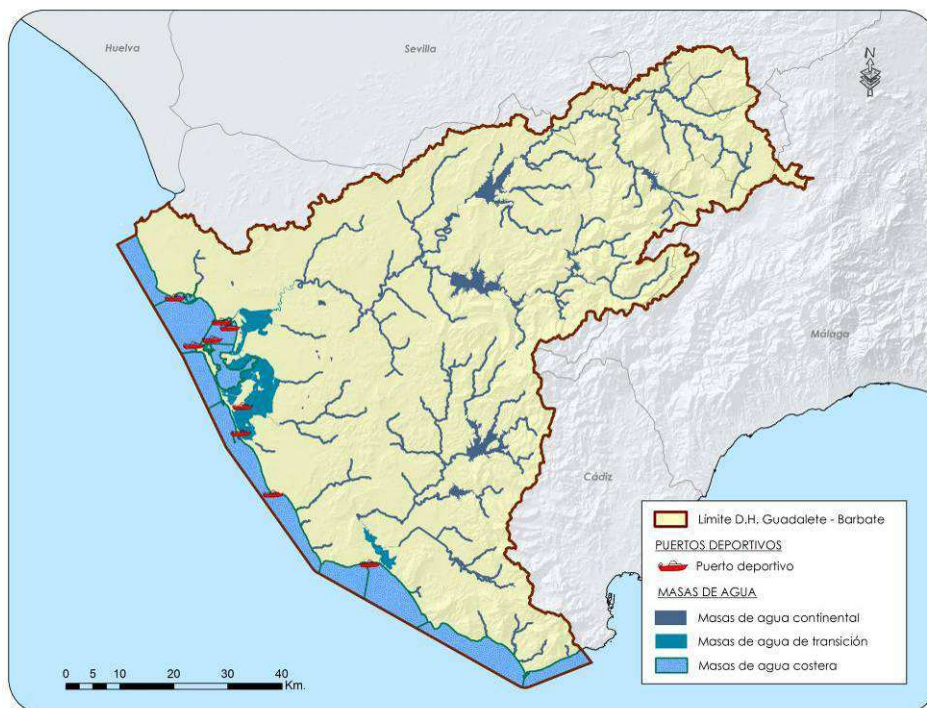 Huelva
Sevilla
N
Málaga
Cádiz
Límite D.H. Guadalete - Barbate
PUERTOS DEPORTIVOS
Puerto deportivo
MASAS DE AGUA
Masas de agua continental
Masas de agua de transición
Masas de agua costera
0 5 10 20 30 40
Km.